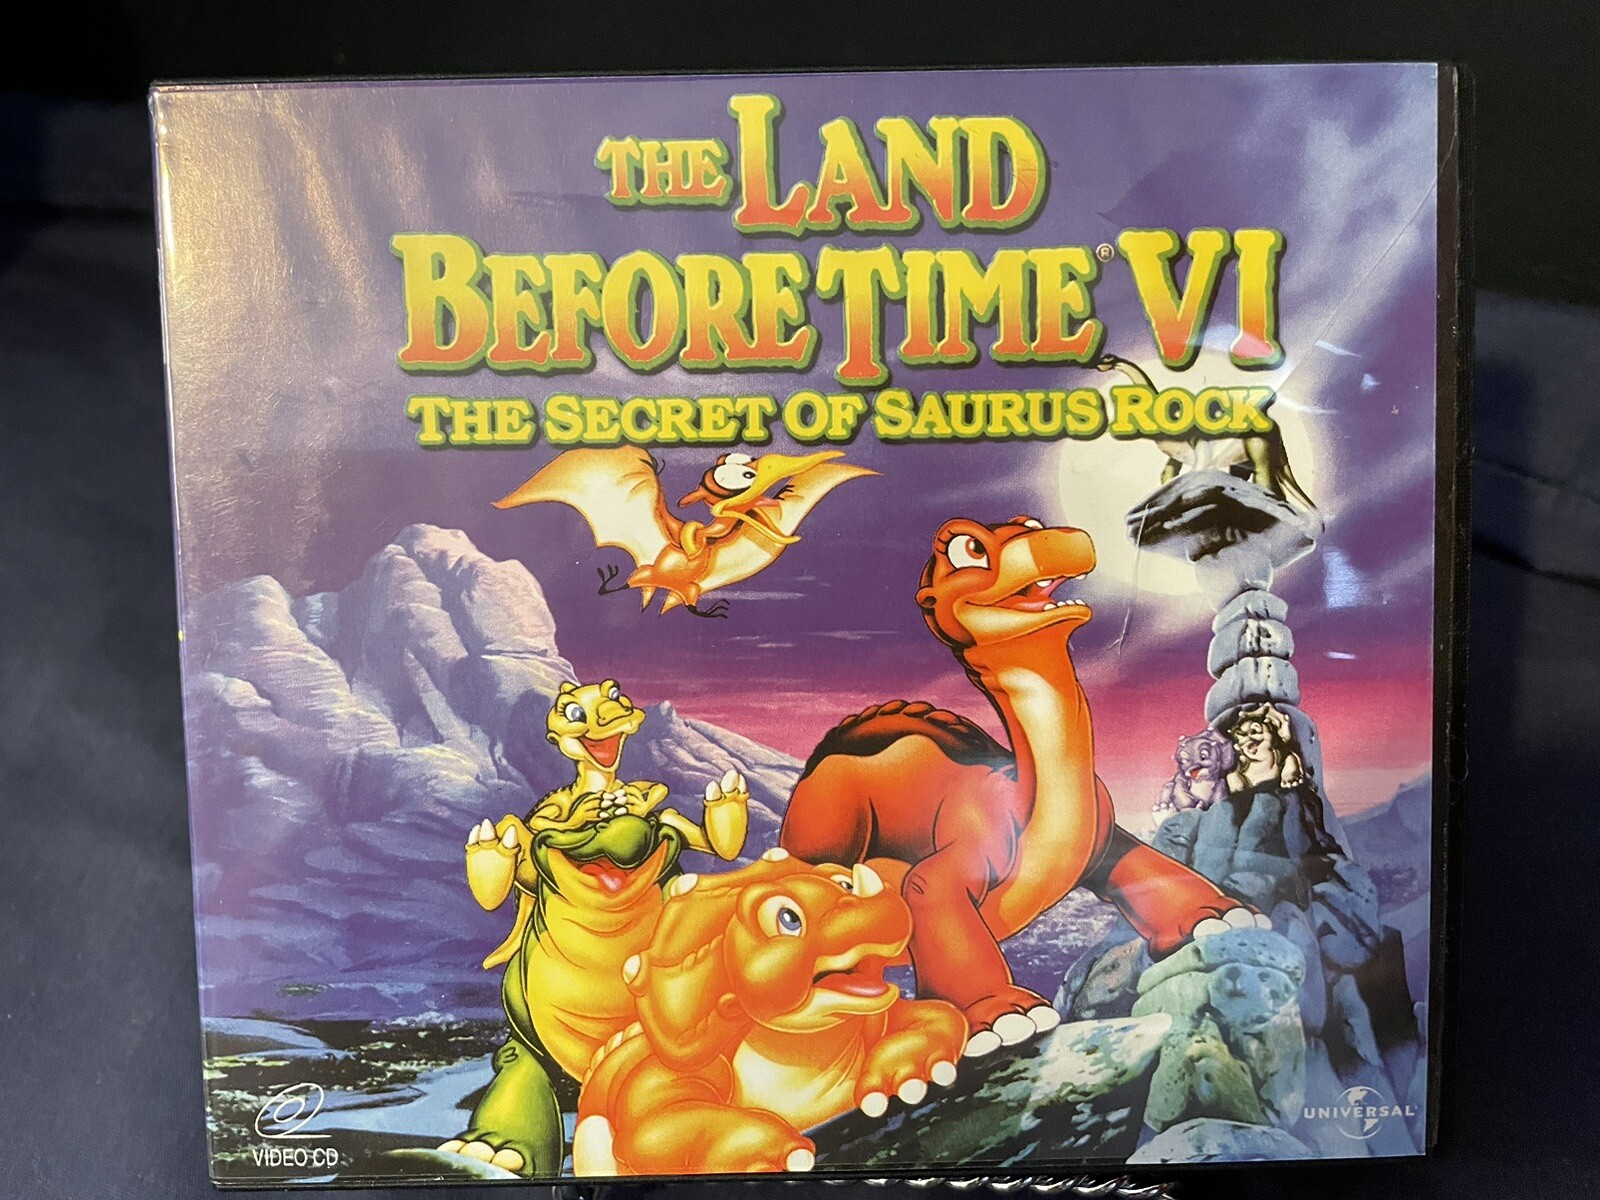 THE LAND
BEFORE TIME® VI
THE SECRET OF SAURUS ROCK
VIDEO CD
UNIVERSAL